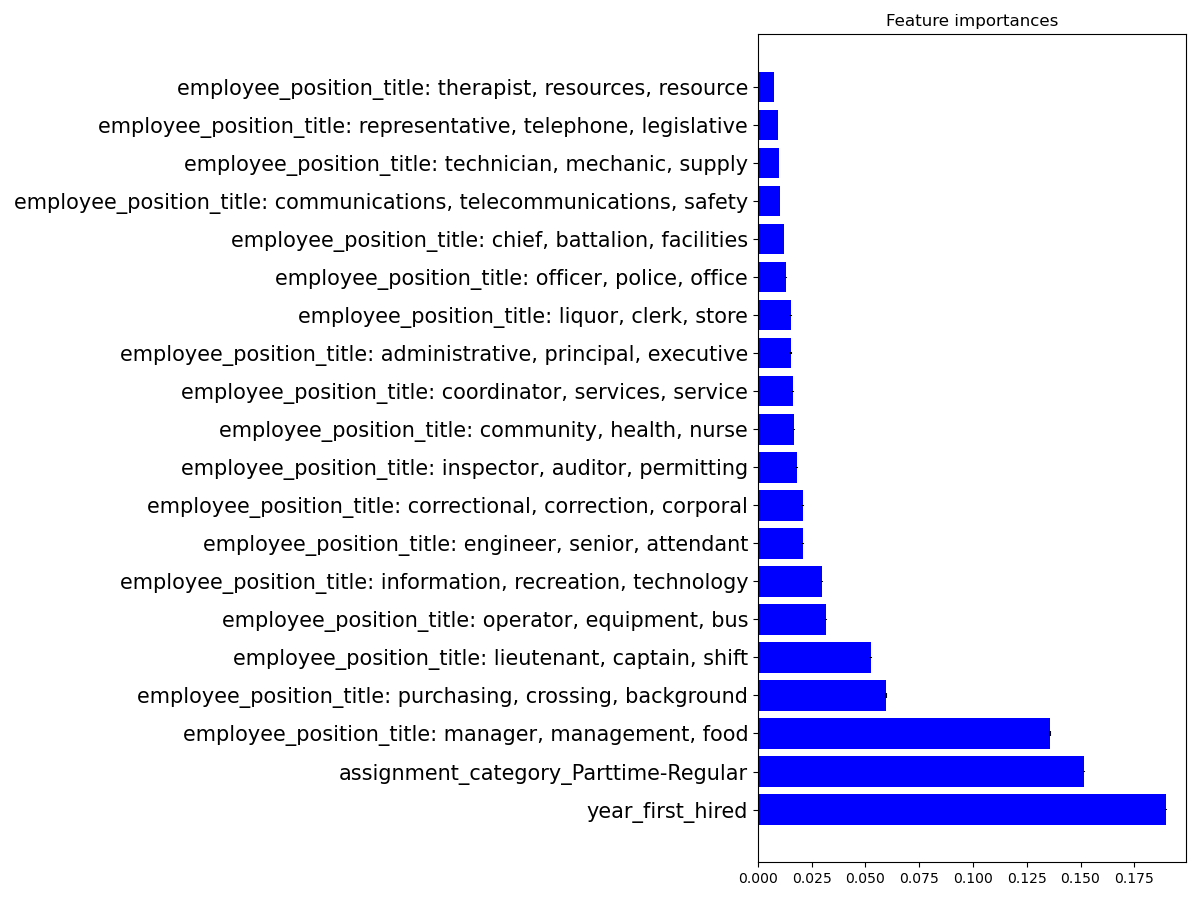 Feature importances
employee_position_title: therapist, resources, resource
employee_position_title: representative, telephone, legislative
employee_position_title: technician, mechanic, supply
employee_position_title: communications, telecommunications, safety
employee_position_title: chief, battalion, facilities
employee_position_title: officer, police, office
employee_position_title: liquor, clerk, store
employee_position_title: administrative, principal, executive
employee_position_title: coordinator, services, service
employee_position_title: community, health, nurse
employee_position_title: inspector, auditor, permitting
employee_position_title: correctional, correction, corporal
employee_position_title: engineer, senior, attendant
employee_position_title: information, recreation, technology
employee_position_title: operator, equipment, bus
employee_position_title: lieutenant, captain, shift
employee_position_title: purchasing, crossing, background
employee_position_title: manager, management, food
assignment_category_Parttime-Regular
year_first_hired
0.000 0.025 0.050 0.075 0.100 0.125 0.150 0.175